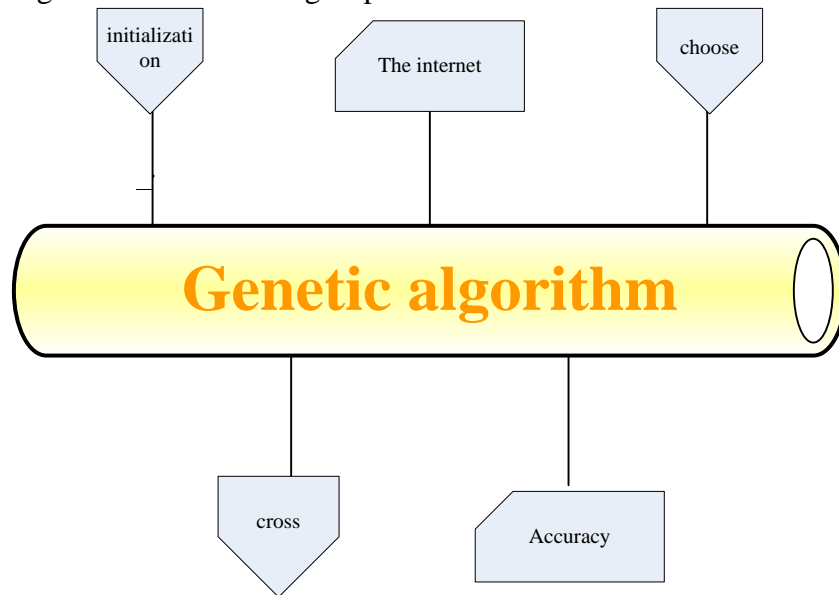 initializati
on
The internet
choose
Genetic algorithm
cross
Accuracy